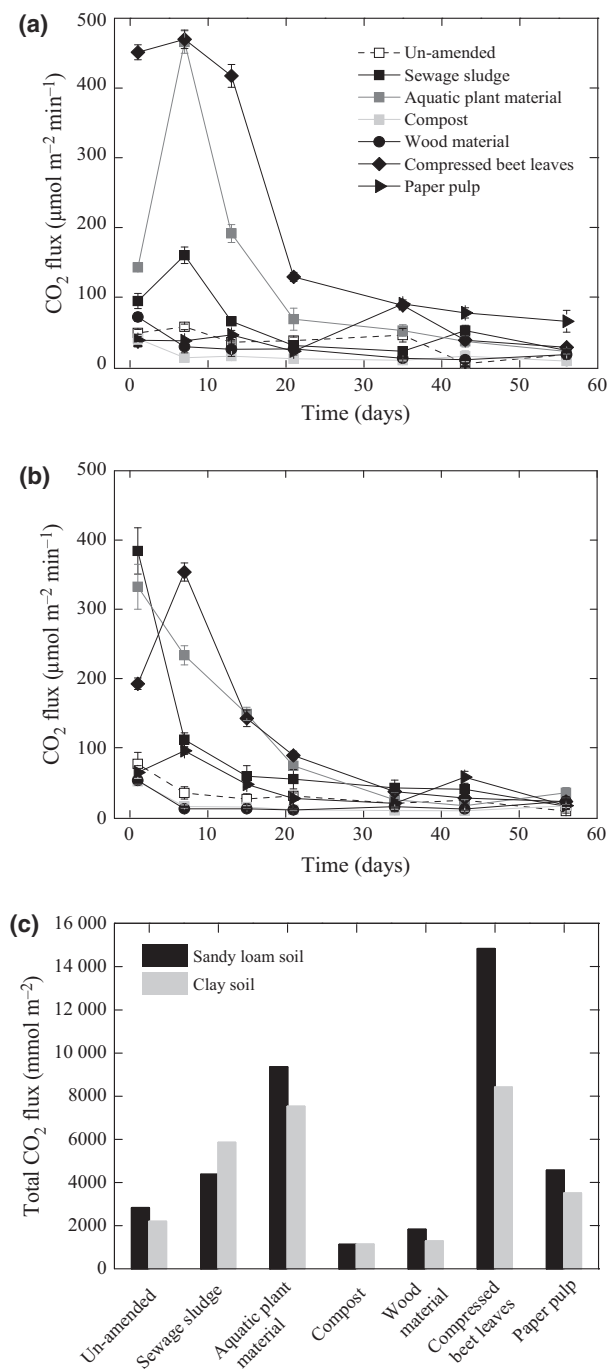 (a)
500
400
300
200
100
0
CO₂ flux (µmol m⁻² min⁻¹)
Un-amended
Sewage sludge
Aquatic plant material
Compost
Wood material
Compressed beet leaves
Paper pulp
0 10 20 30 40 50 60
Time (days)
(b)
500
400
300
200
100
0
CO₂ flux (µmol m⁻² min⁻¹)
0 10 20 30 40 50 60
Time (days)
(c)
16 000
14 000
12 000
10 000
8000
6000
4000
2000
0
Total CO₂ flux (mmol m⁻²)
Sandy loam soil
Clay soil
Un-amended
Sewage sludge
Aquatic plant
material
Compost
Wood
material
Compressed
beet leaves
Paper pulp